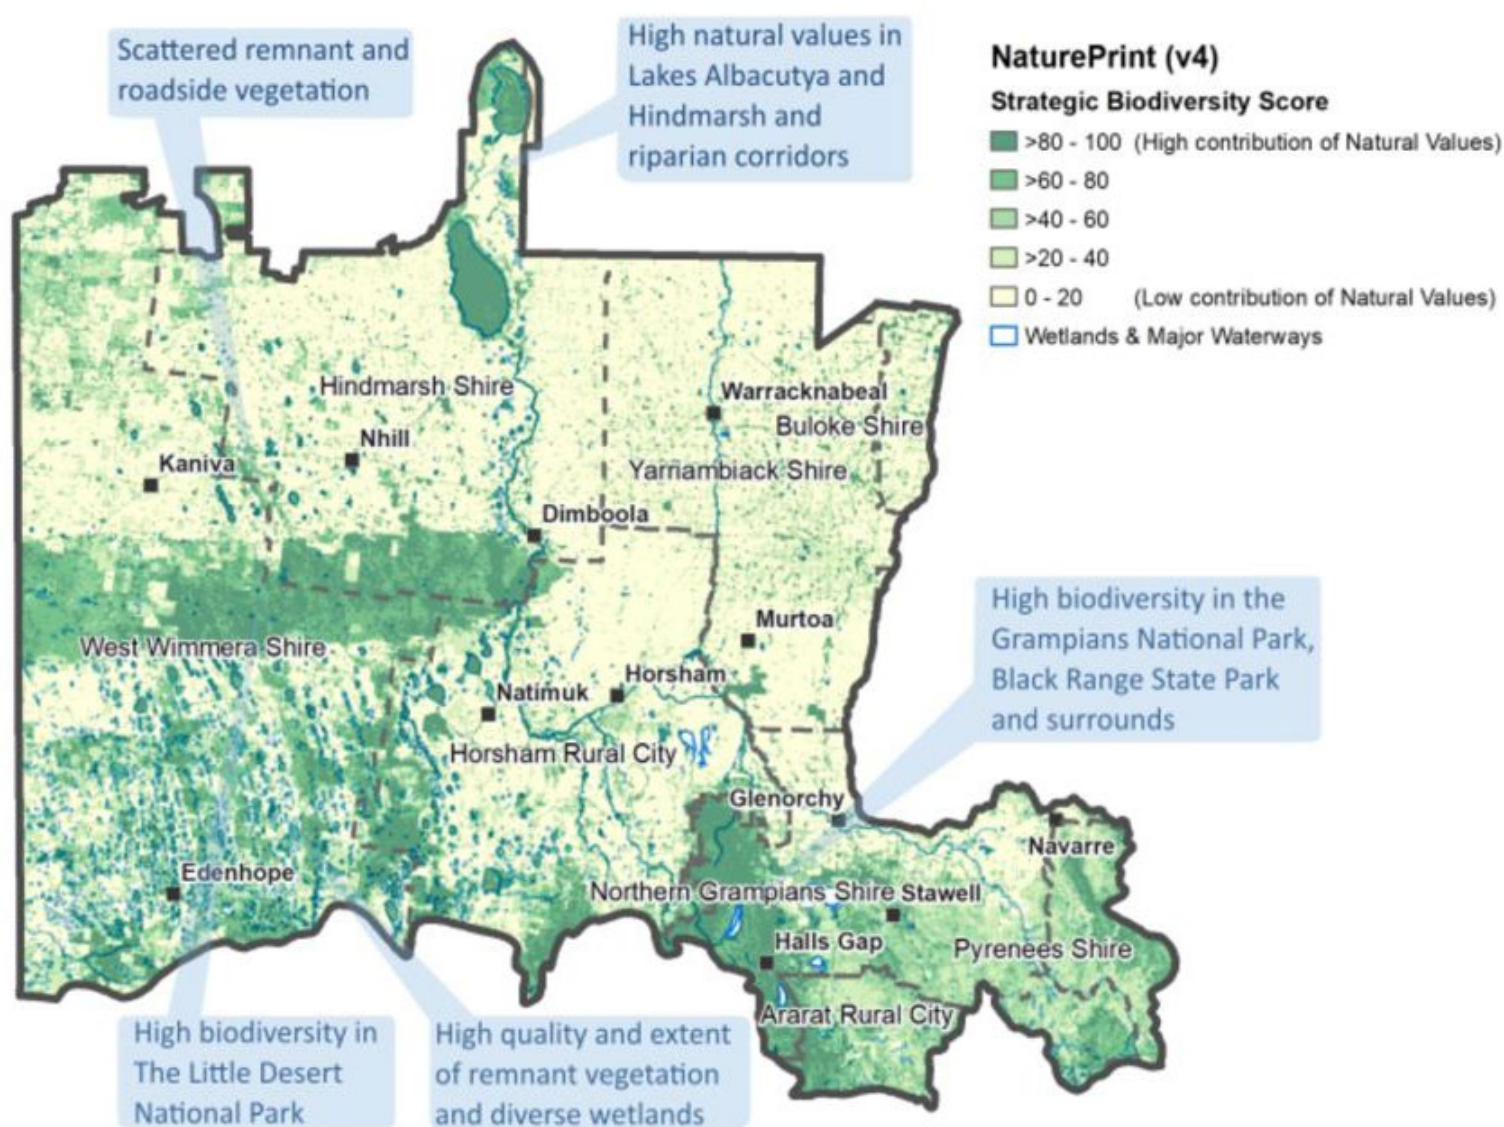 Scattered remnant and
roadside vegetation
High natural values in
Lakes Albacutya and
Hindmarsh and
riparian corridors
NaturePrint (v4)
Strategic Biodiversity Score
>80 - 100 (High contribution of Natural Values)
>60 - 80
>40 - 60
>20 - 40
0 - 20 (Low contribution of Natural Values)
Wetlands & Major Waterways
Hindmarsh Shire
Warracknabeal
Buloke Shire
Nhill
Kaniva
Yarriambiack Shire
Dimboola
High biodiversity in the
Grampians National Park,
Black Range State Park
and surrounds
Murtoa
West Wimmera Shire
Horsham
Natimuk
Horsham Rural City
Glenorchy
Navarre
Edenhope
Northern Grampians Shire
Stawell
Halls Gap
Pyrenees Shire
Ararat Rural City
High biodiversity in
The Little Desert
National Park
High quality and extent
of remnant vegetation
and diverse wetlands